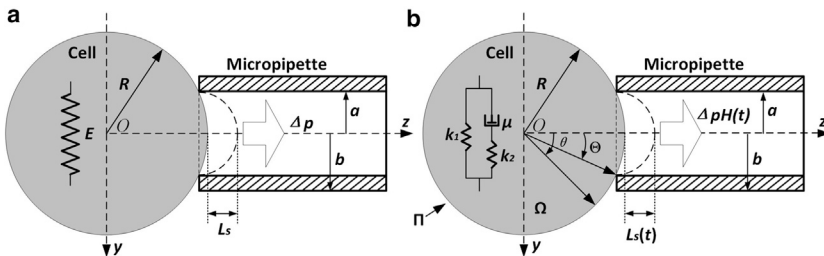 a
Cell
Micropipette
R
E
O
Δp
a
z
b
Ls
y
b
Cell
Micropipette
R
k1
μ
k2
O
θ
Θ
ΔpH(t)
a
z
b
Ω
Π
Ls(t)
y